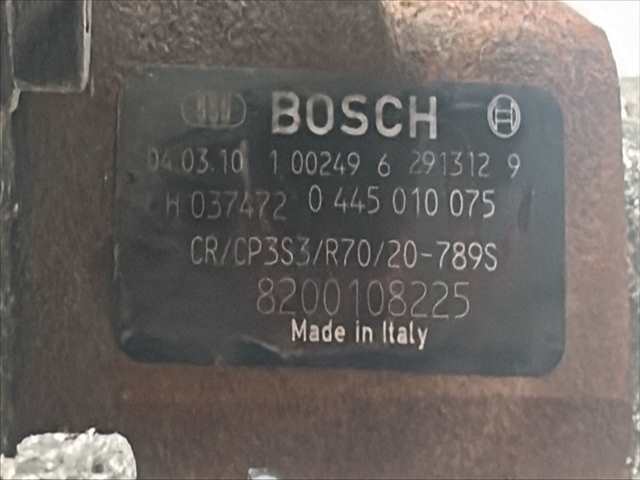 BOSCH
04.03.10 1 00249 6 291312 9
H 037472 0 445 010 075
CR/CP3S3/R70/20-789S
8200108225
Made in Italy